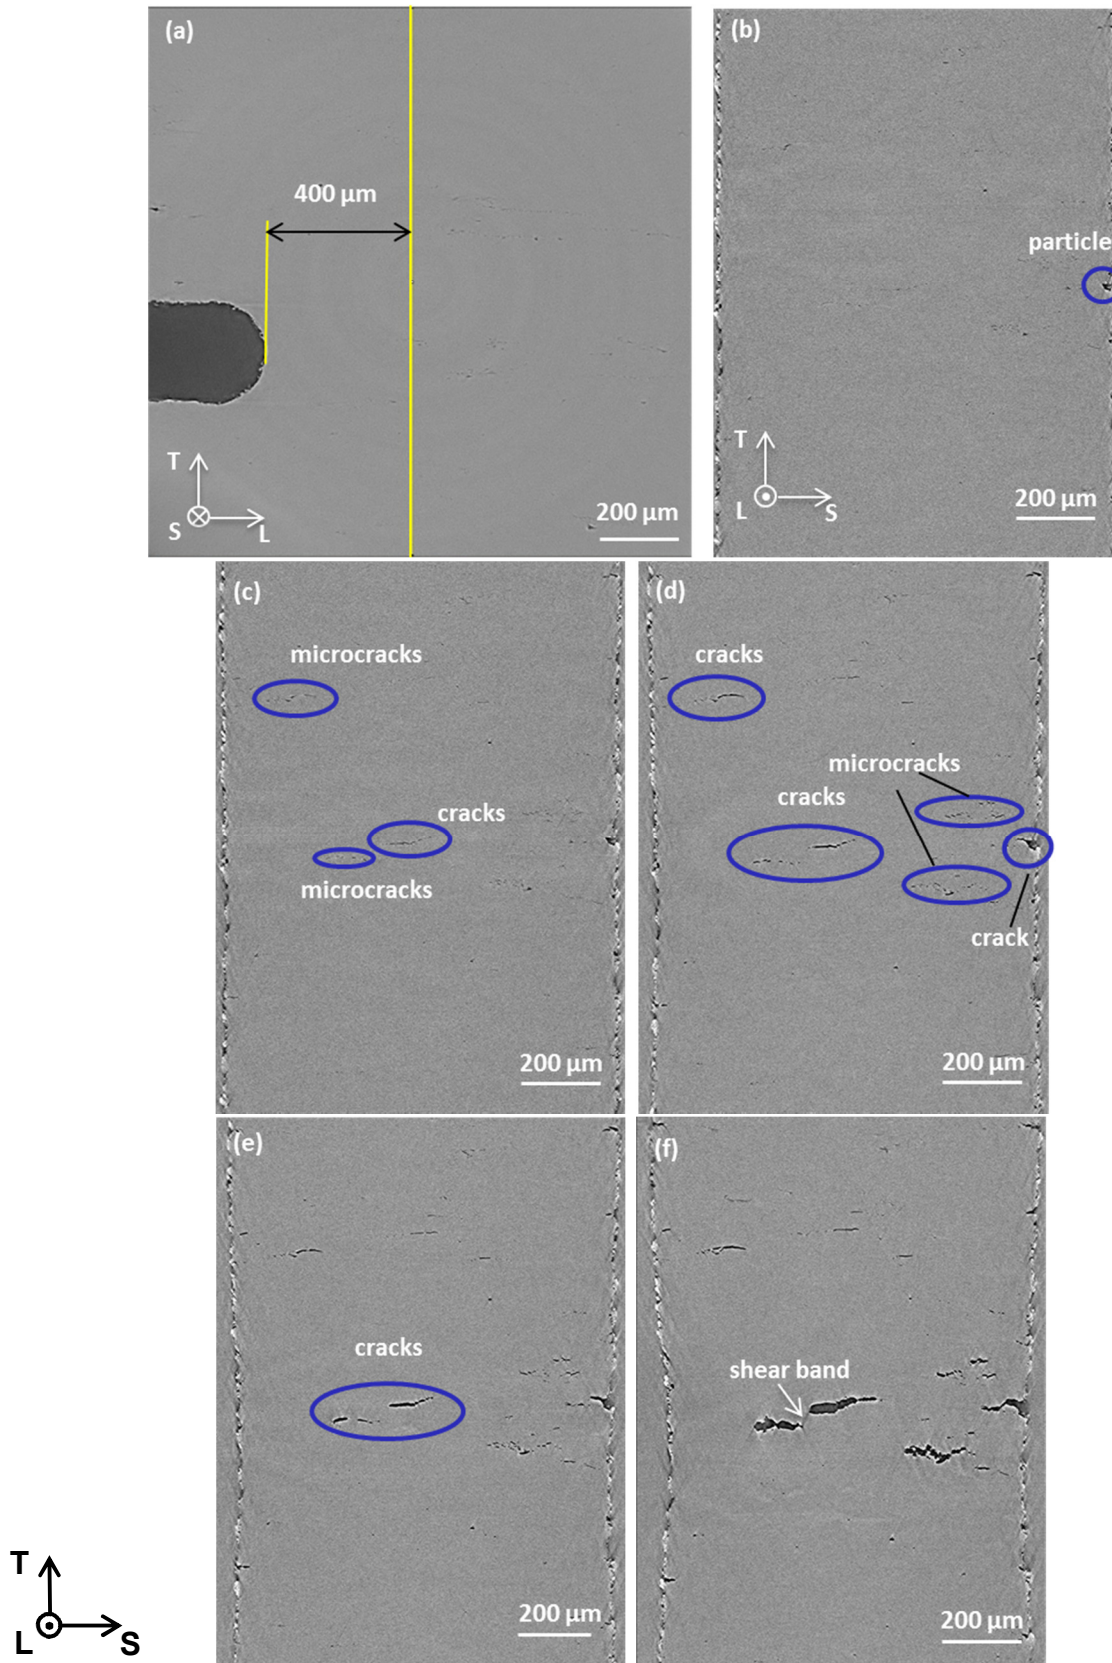 (a)
400 µm
T
S
L
200 µm
(b)
particle
T
L
S
200 µm
(c)
microcracks
cracks
microcracks
200 µm
(d)
cracks
microcracks
cracks
crack
200 µm
(e)
cracks
200 µm
(f)
shear band
200 µm
T
L
S